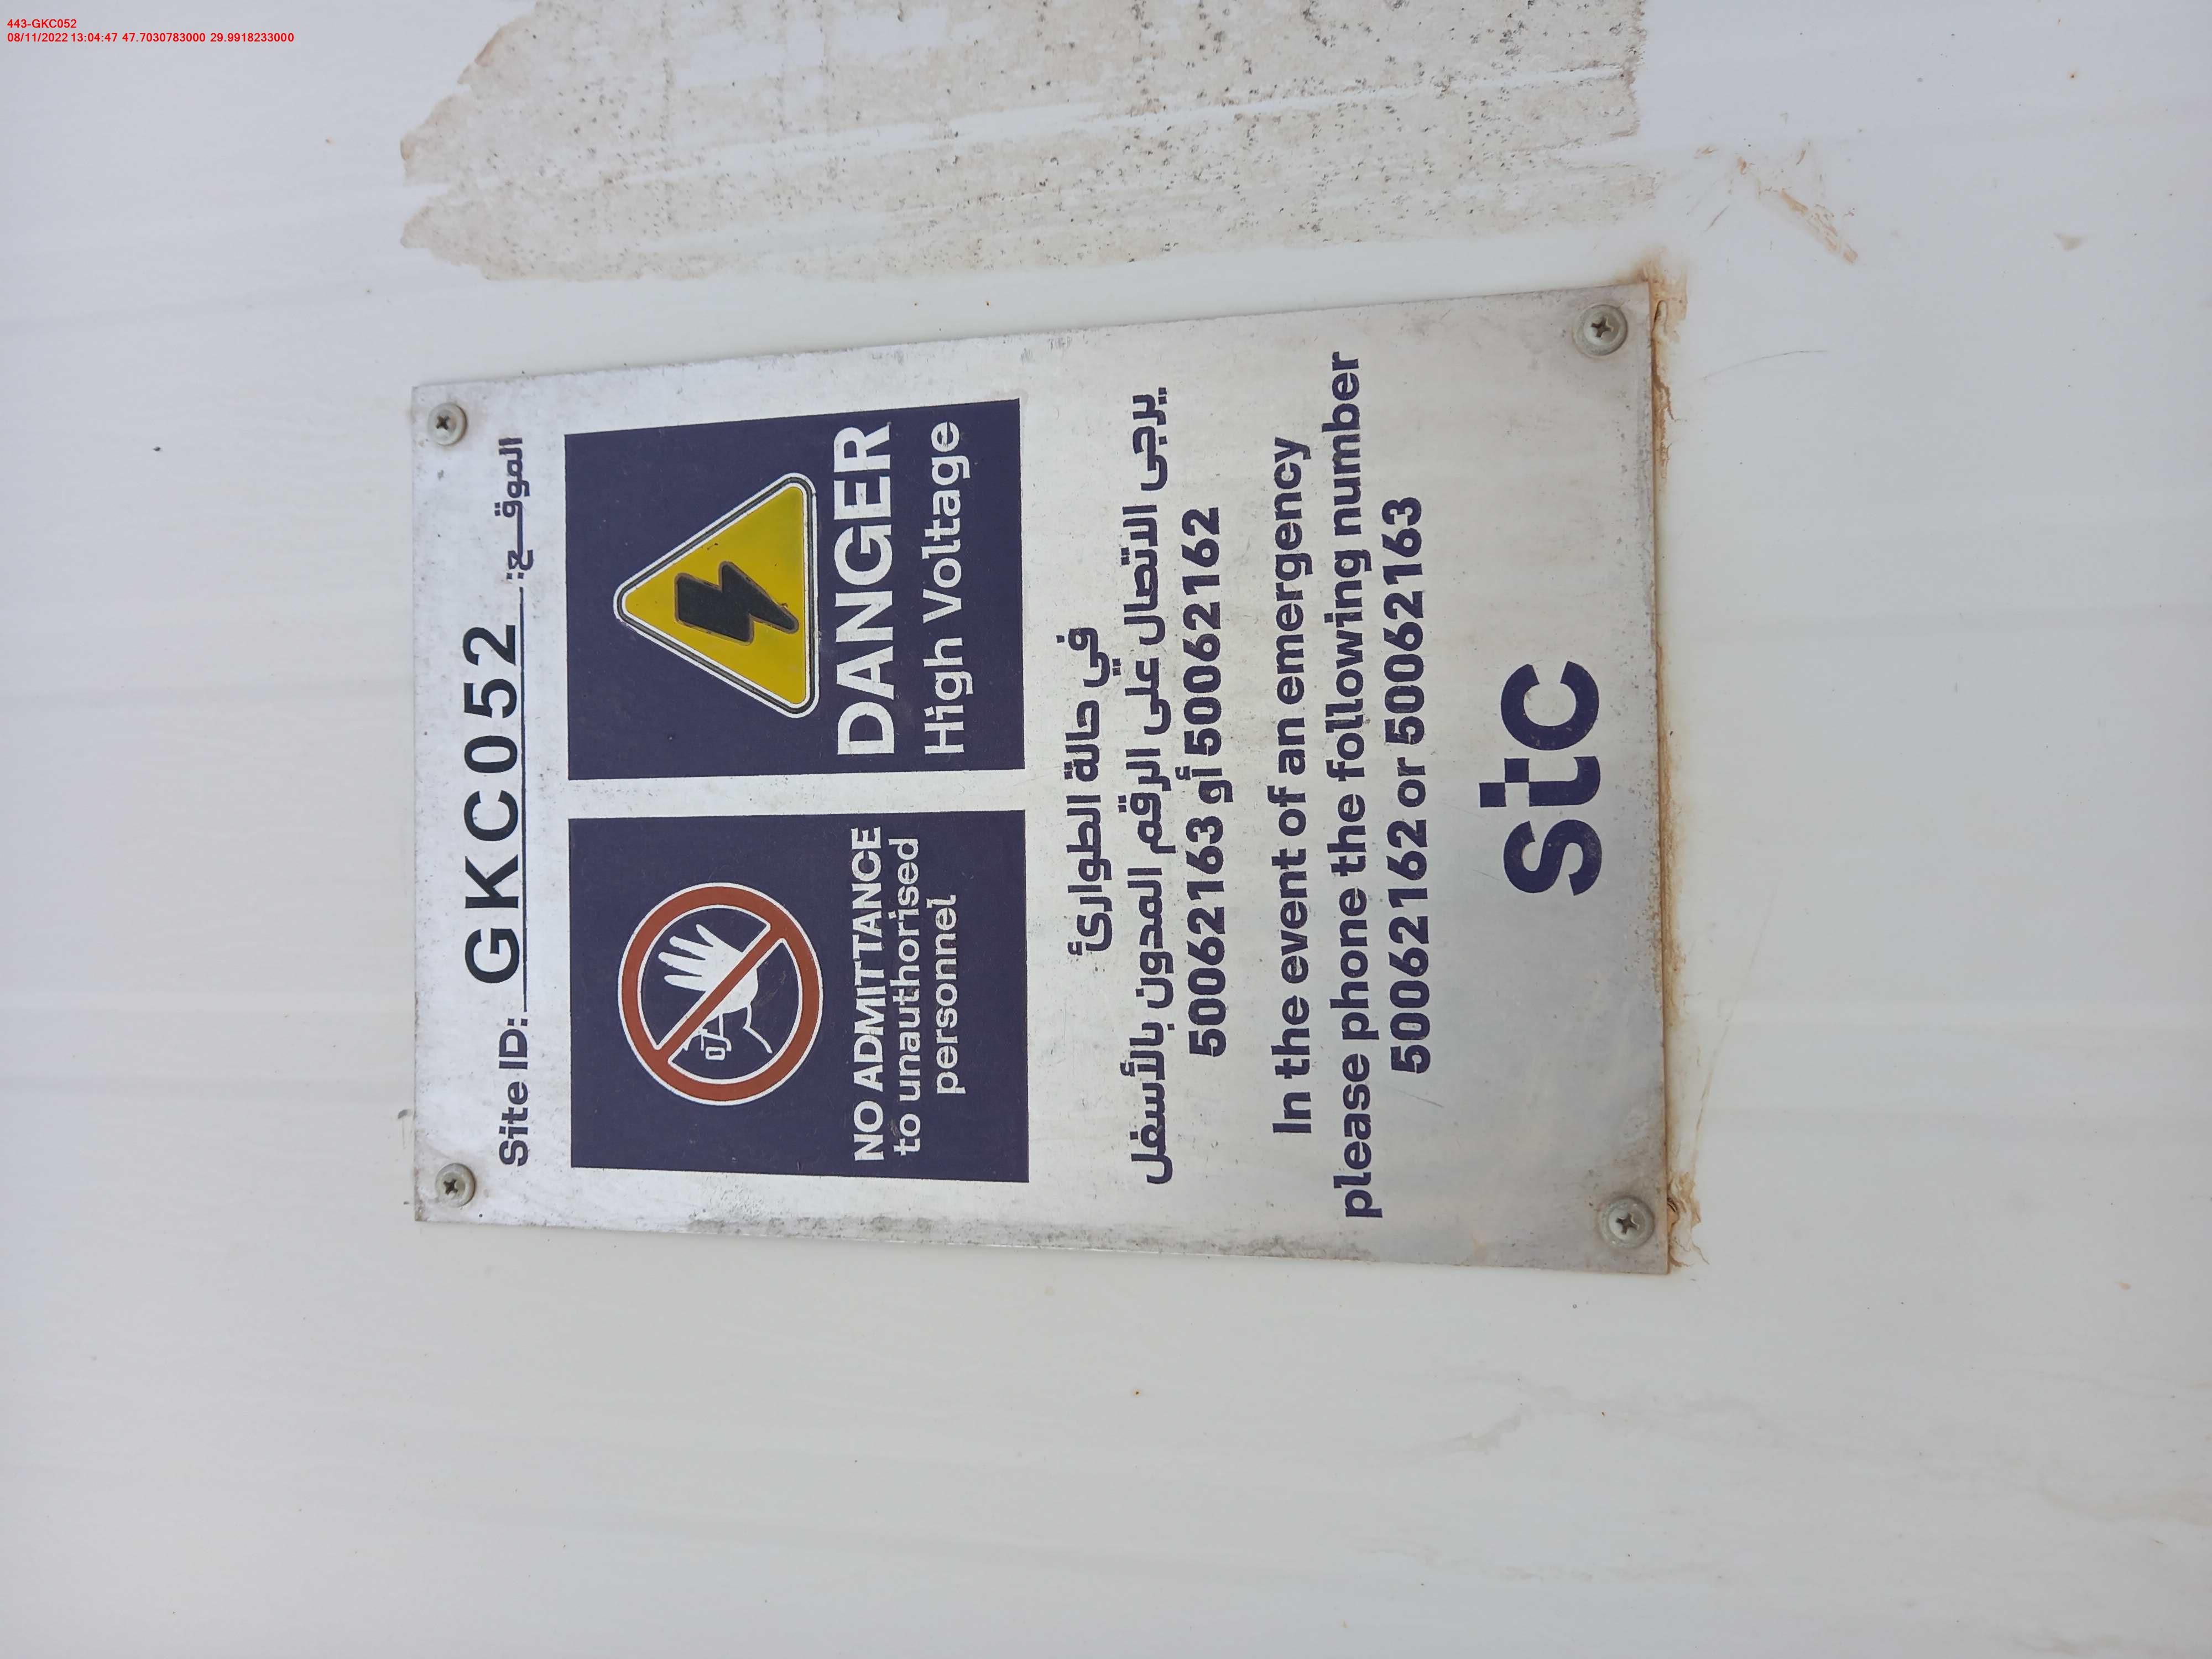 443-GKC052
08/11/2022 13:04:47 47.7030783000 29.9918233000
Site ID: GKC052 الموقــع:
NO ADMITTANCE
to unauthorised
personnel
DANGER
High Voltage
في حالة الطوارئ
يرجى الاتصال على الرقم المدون بالأسفل
50062162 أو 50062163
In the event of an emergency
please phone the following number
50062162 or 50062163
stc